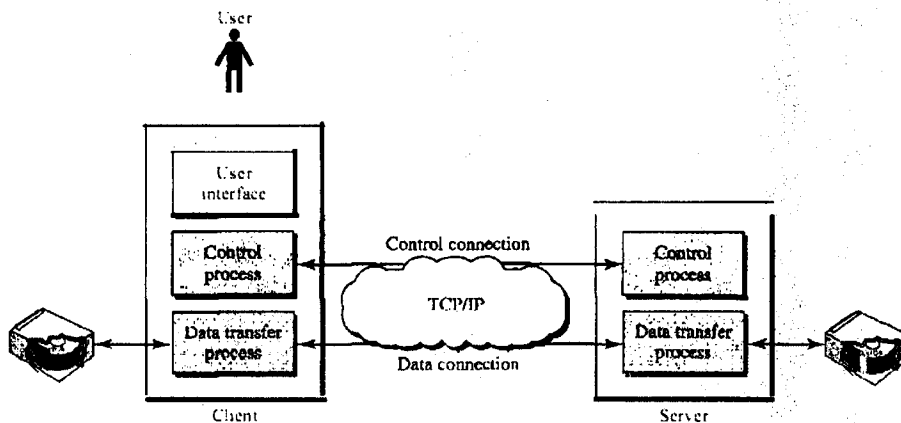 User
User
interface
Control
process
Data transfer
process
Client
Control connection
TCP/IP
Data connection
Control
process
Data transfer
process
Server